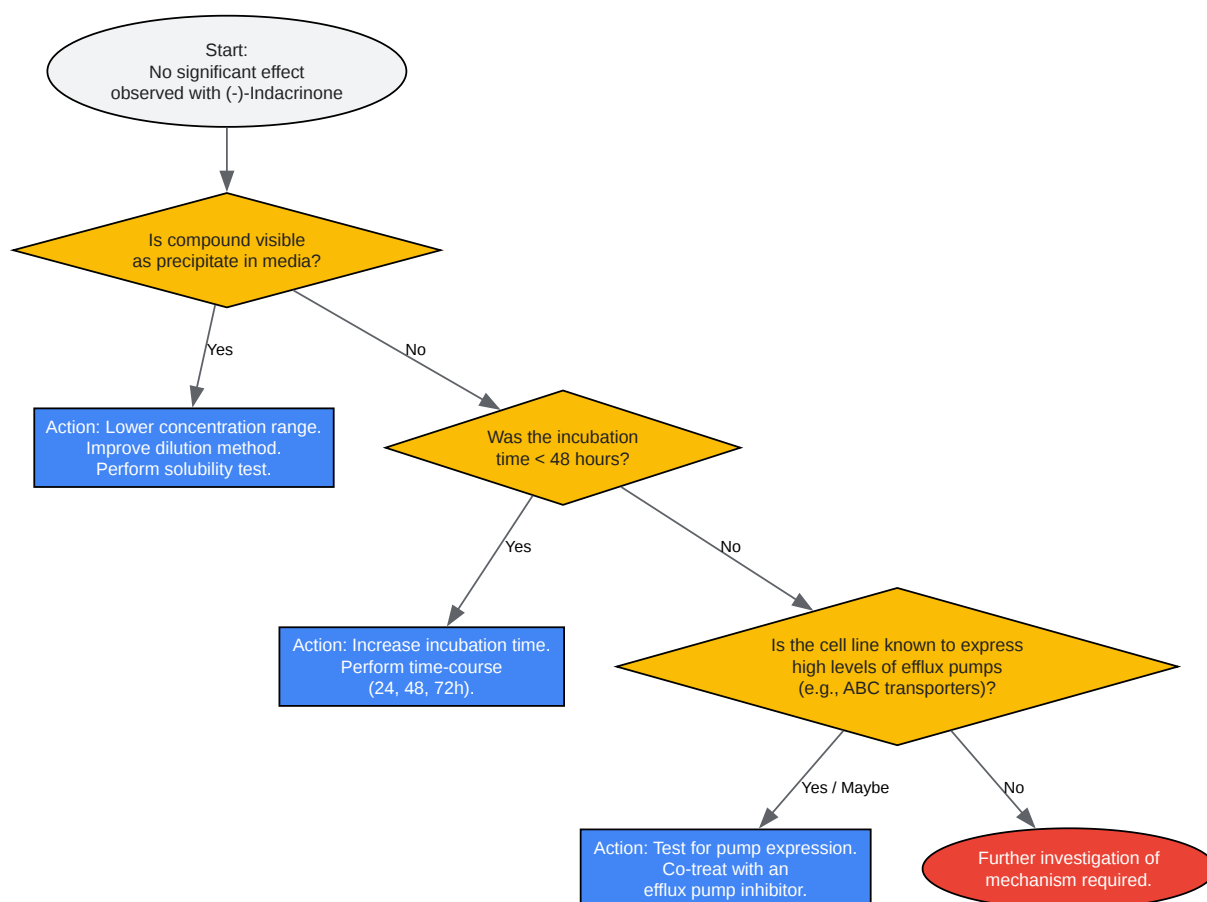 Start:
No significant effect
observed with (-)-Indacrinone
Is compound visible
as precipitate in media?
Yes
No
Action: Lower concentration range.
Improve dilution method.
Perform solubility test.
Was the incubation
time < 48 hours?
Yes
No
Action: Increase incubation time.
Perform time-course
(24, 48, 72h).
Is the cell line known to express
high levels of efflux pumps
(e.g., ABC transporters)?
Yes / Maybe
No
Action: Test for pump expression.
Co-treat with an
efflux pump inhibitor.
Further investigation of
mechanism required.